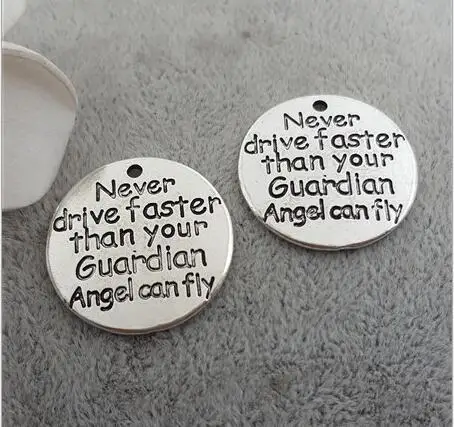 Never
drive faster
than your
Guardian
Angel can fly
Never
drive faster
than your
Guardian
Angel can fly